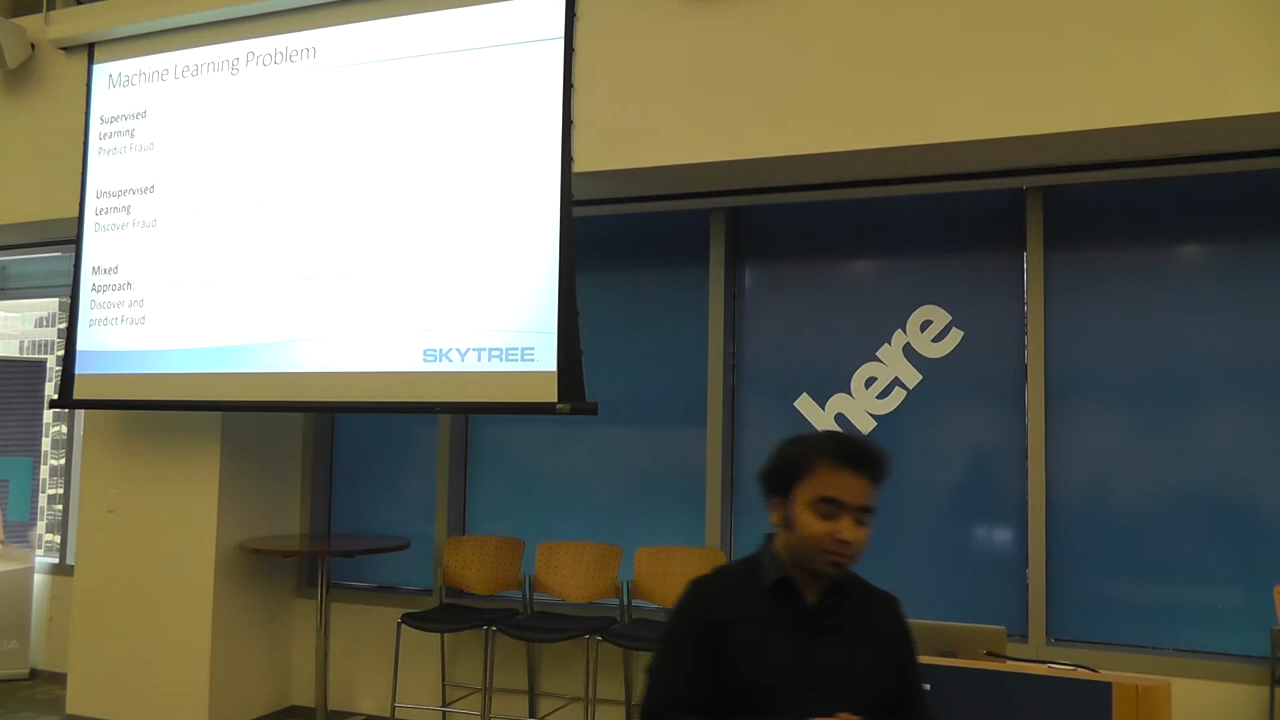 Machine Learning Problem
Supervised
Learning
Predict Fraud
Unsupervised
Learning
Discover Fraud
Mixed
Approach:
Discover and
predict Fraud
SKYTREE
here